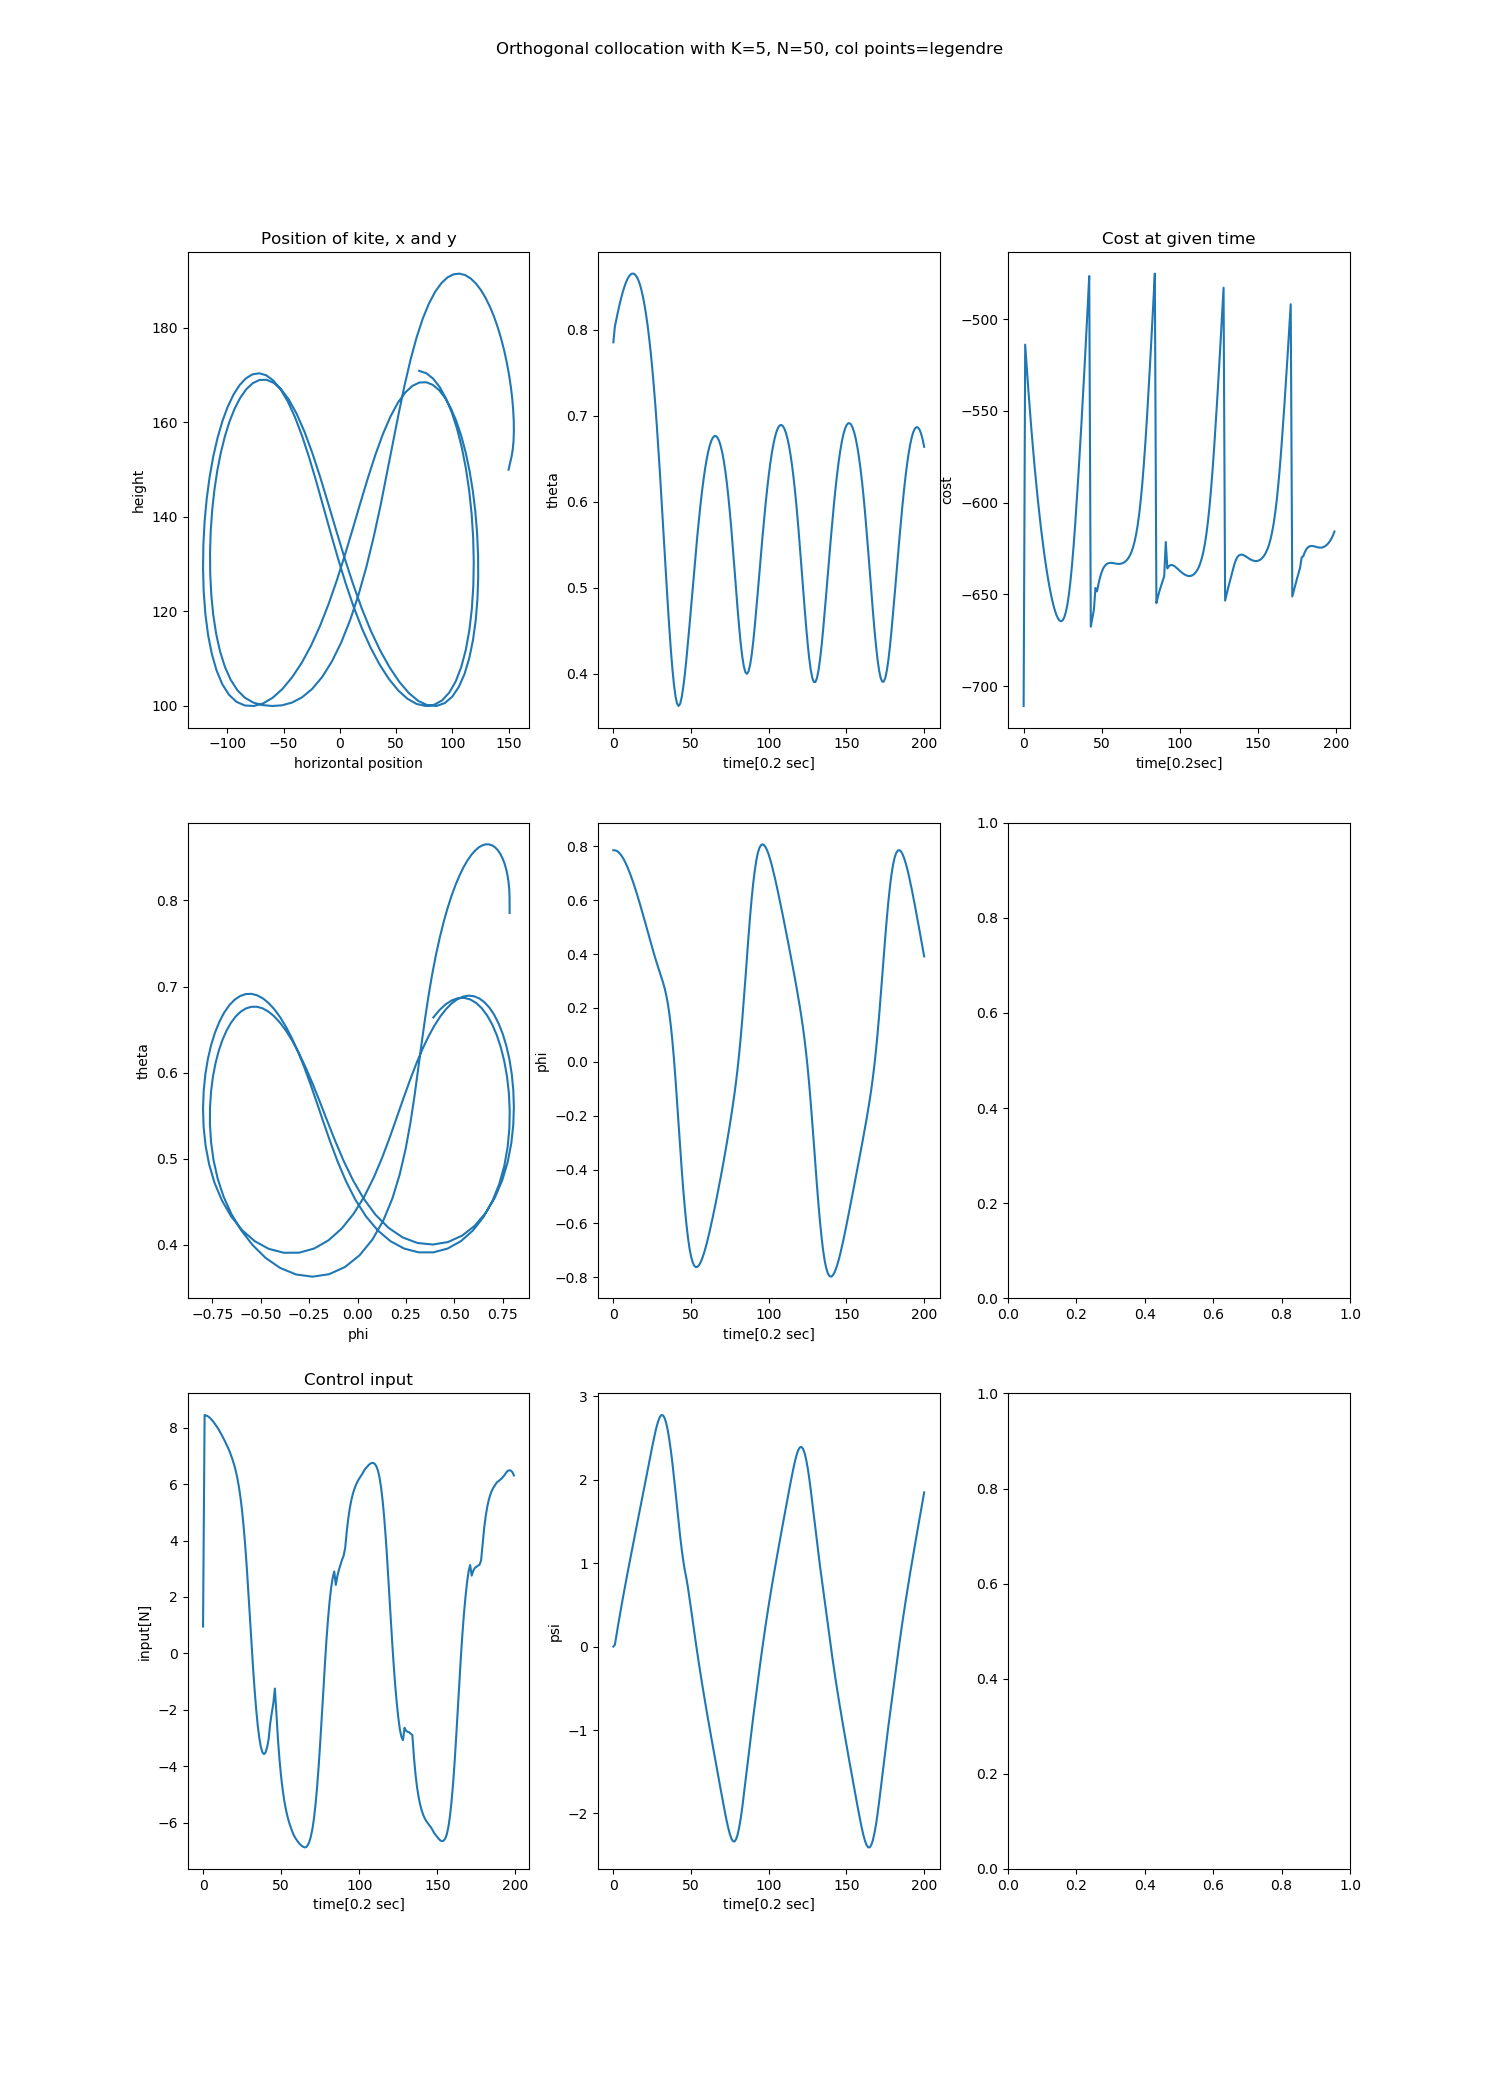 Orthogonal collocation with K=5, N=50, col points=legendre
Position of kite, x and y
height
180
160
140
120
100
−100 −50 0 50 100 150
horizontal position
theta
0.8
0.7
0.6
0.5
0.4
0 50 100 150 200
time[0.2 sec]
Cost at given time
cost
−500
−550
−600
−650
−700
0 50 100 150 200
time[0.2sec]
theta
0.8
0.7
0.6
0.5
0.4
−0.75 −0.50 −0.25 0.00 0.25 0.50 0.75
phi
phi
0.8
0.6
0.4
0.2
0.0
−0.2
−0.4
−0.6
−0.8
0 50 100 150 200
time[0.2 sec]
1.0
0.8
0.6
0.4
0.2
0.0
0.0 0.2 0.4 0.6 0.8 1.0
Control input
input[N]
8
6
4
2
0
−2
−4
−6
0 50 100 150 200
time[0.2 sec]
psi
3
2
1
0
−1
−2
0 50 100 150 200
time[0.2 sec]
1.0
0.8
0.6
0.4
0.2
0.0
0.0 0.2 0.4 0.6 0.8 1.0